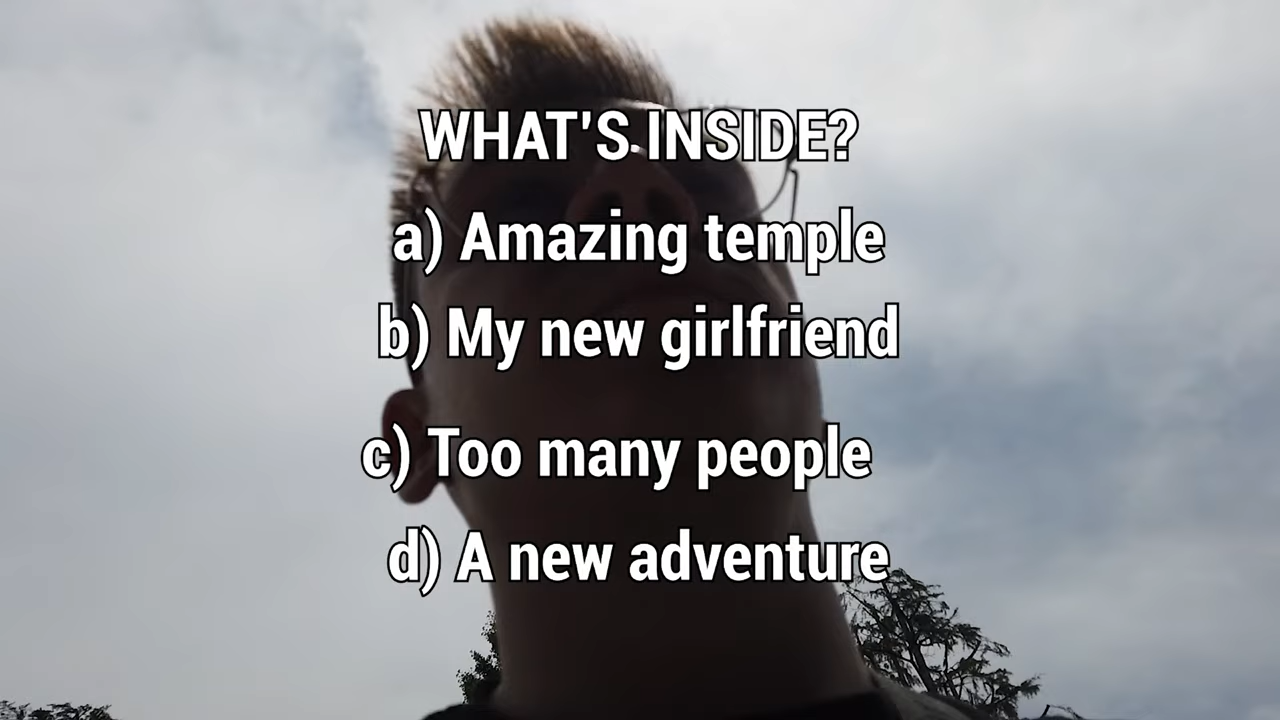 WHAT'S INSIDE?
a) Amazing temple
b) My new girlfriend
c) Too many people
d) A new adventure